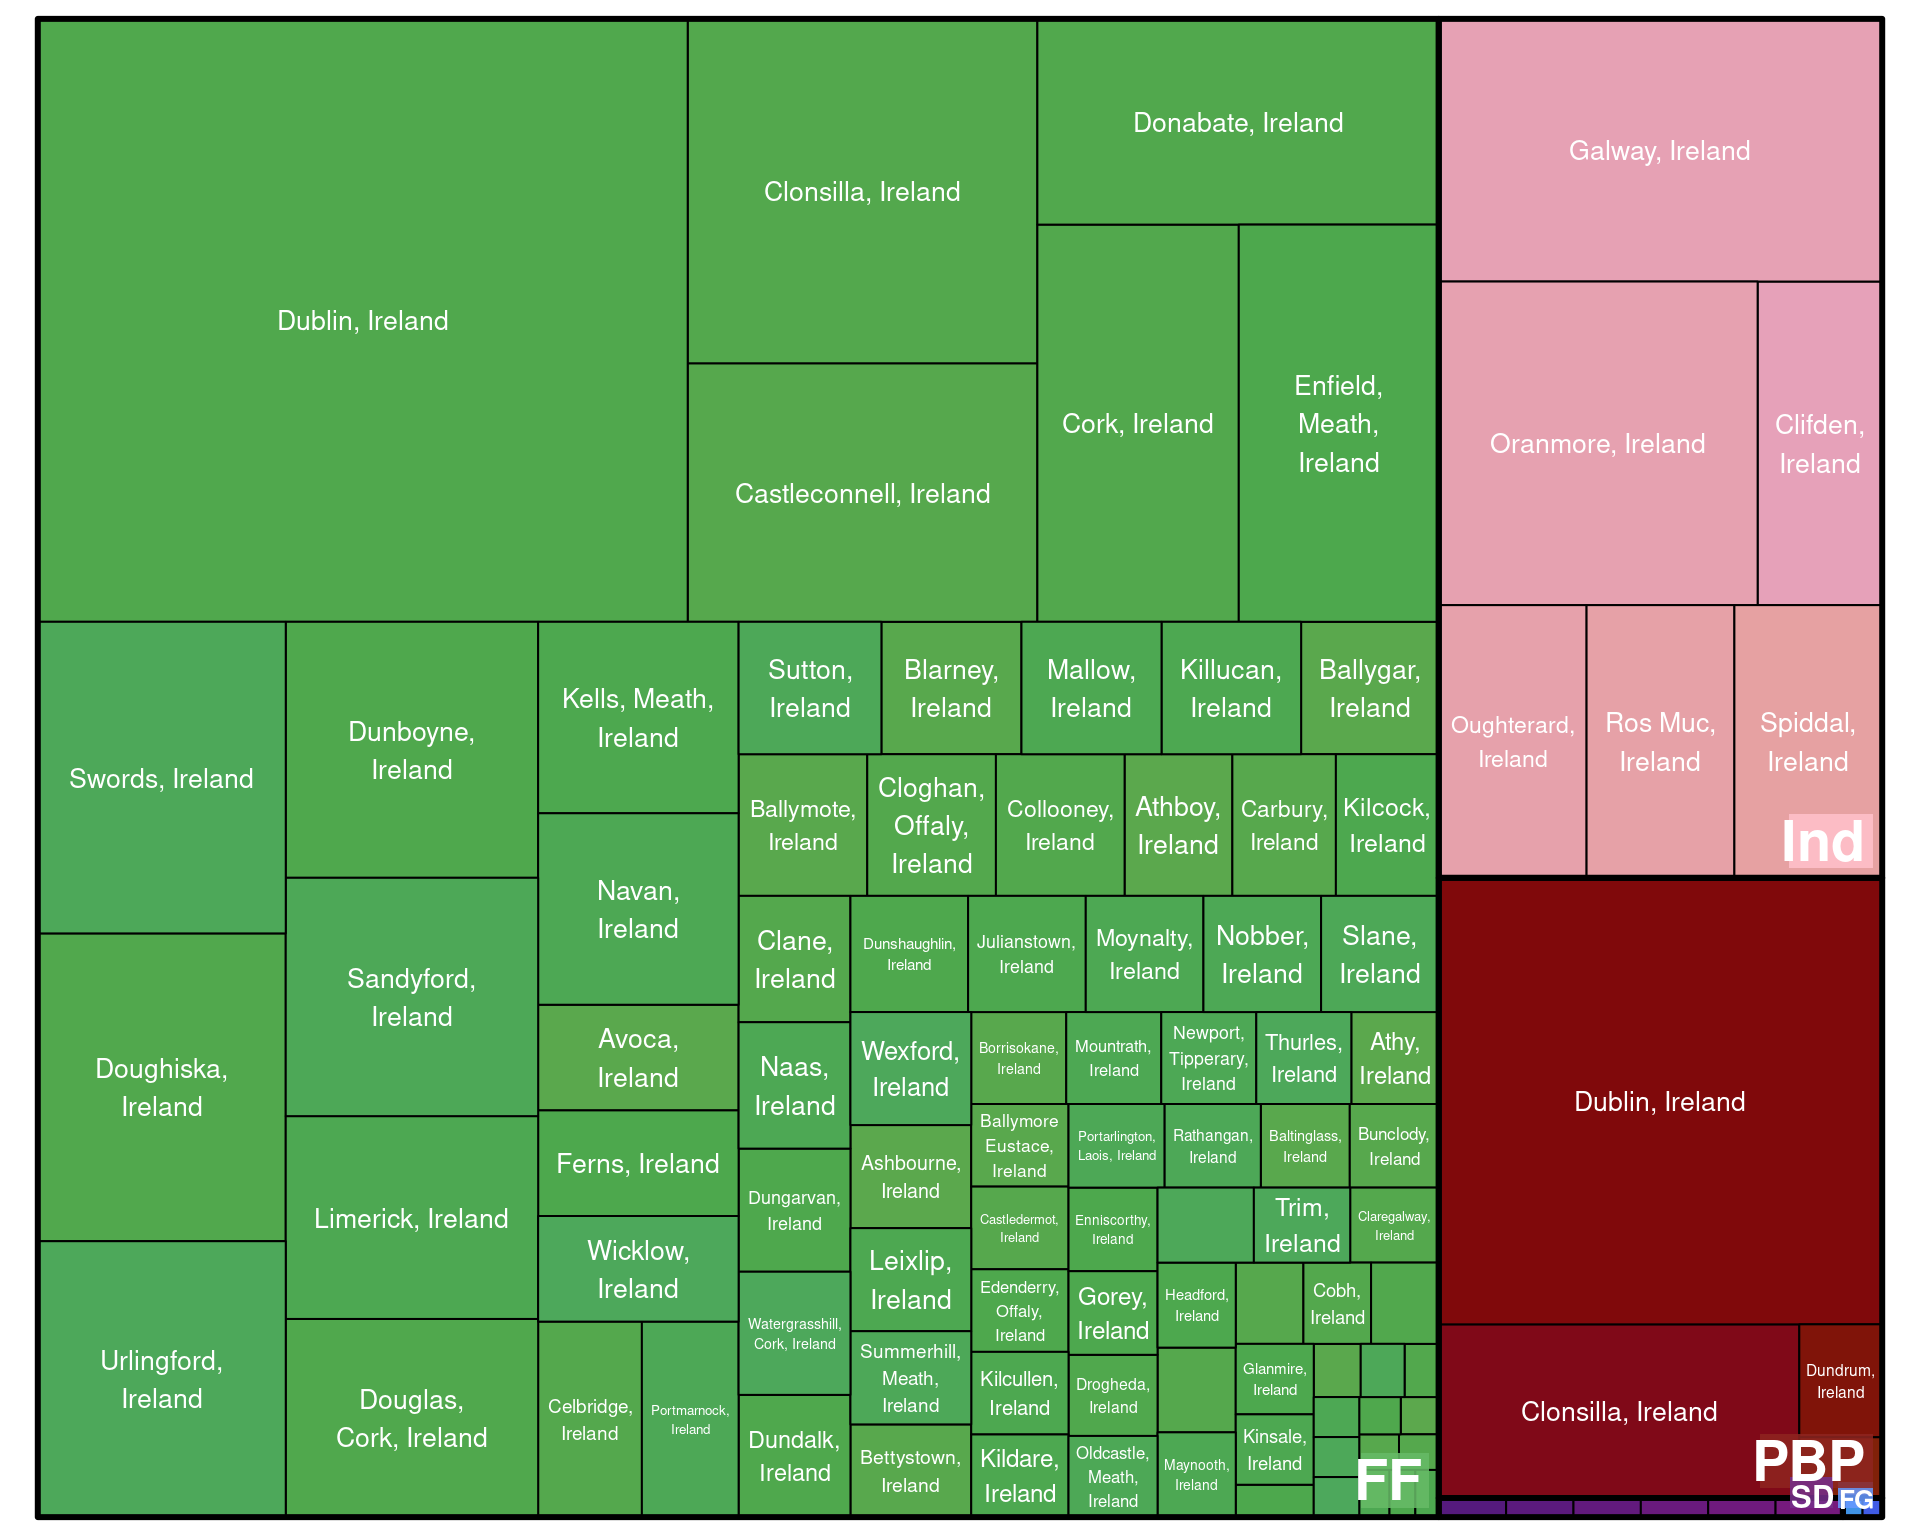 Dublin, Ireland
Clonsilla, Ireland
Castleconnell, Ireland
Donabate, Ireland
Cork, Ireland
Enfield,
Meath,
Ireland
Swords, Ireland
Doughiska,
Ireland
Urlingford,
Ireland
Dunboyne,
Ireland
Sandyford,
Ireland
Limerick, Ireland
Douglas,
Cork, Ireland
Kells, Meath,
Ireland
Navan,
Ireland
Avoca,
Ireland
Ferns, Ireland
Wicklow,
Ireland
Celbridge,
Ireland
Portmarnock,
Ireland
Sutton,
Ireland
Blarney,
Ireland
Mallow,
Ireland
Killucan,
Ireland
Ballygar,
Ireland
Ballymote,
Ireland
Cloghan,
Offaly,
Ireland
Collooney,
Ireland
Athboy,
Ireland
Carbury,
Ireland
Kilcock,
Ireland
Clane,
Ireland
Naas,
Ireland
Dungarvan,
Ireland
Watergrasshill,
Cork, Ireland
Dundalk,
Ireland
Dunshaughlin,
Ireland
Julianstown,
Ireland
Moynalty,
Ireland
Nobber,
Ireland
Slane,
Ireland
Wexford,
Ireland
Ashbourne,
Ireland
Leixlip,
Ireland
Summerhill,
Meath,
Ireland
Bettystown,
Ireland
Borrisokane,
Ireland
Mountrath,
Ireland
Newport,
Tipperary,
Ireland
Thurles,
Ireland
Athy,
Ireland
Ballymore
Eustace,
Ireland
Castledermot,
Ireland
Edenderry,
Offaly,
Ireland
Kilcullen,
Ireland
Kildare,
Ireland
Portarlington,
Laois, Ireland
Rathangan,
Ireland
Baltinglass,
Ireland
Bunclody,
Ireland
Enniscorthy,
Ireland
Gorey,
Ireland
Drogheda,
Ireland
Oldcastle,
Meath,
Ireland
Trim,
Ireland
Claregalway,
Ireland
Headford,
Ireland
Maynooth,
Ireland
Cobh,
Ireland
Glanmire,
Ireland
Kinsale,
Ireland
FF
Galway, Ireland
Oranmore, Ireland
Clifden,
Ireland
Oughterard,
Ireland
Ros Muc,
Ireland
Spiddal,
Ireland
Ind
Dublin, Ireland
Clonsilla, Ireland
Dundrum,
Ireland
PBP
SD
FG